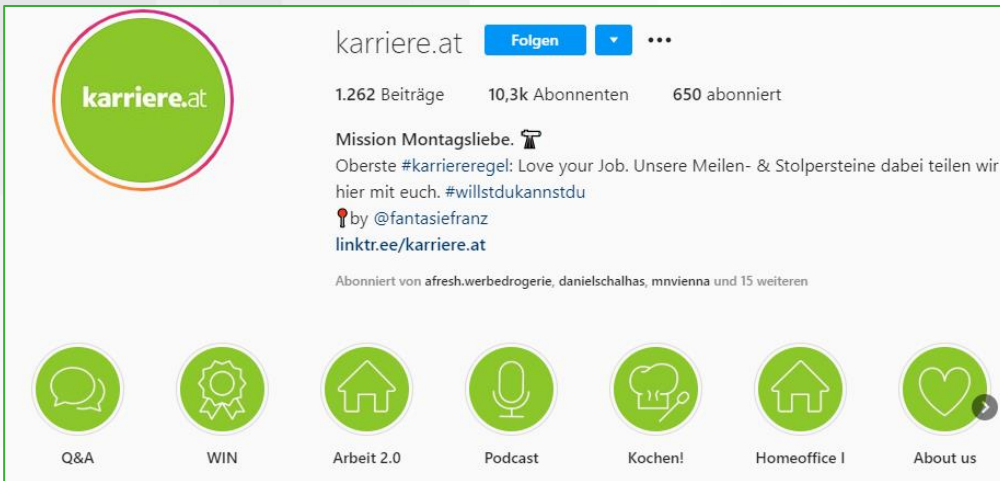 karriere.at
karriere.at Folgen
1.262 Beiträge 10,3k Abonnenten 650 abonniert
Mission Montagsliebe.
Oberste #karriereregel: Love your Job. Unsere Meilen- & Stolpersteine dabei teilen wir
hier mit euch. #willstdukannstdu
by @fantasiefranz
linktr.ee/karriere.at
Abonniert von afresh.werbedrogerie, danielschalhas, mnvienna und 15 weiteren
Q&A WIN Arbeit 2.0 Podcast Kochen! Homeoffice I About us